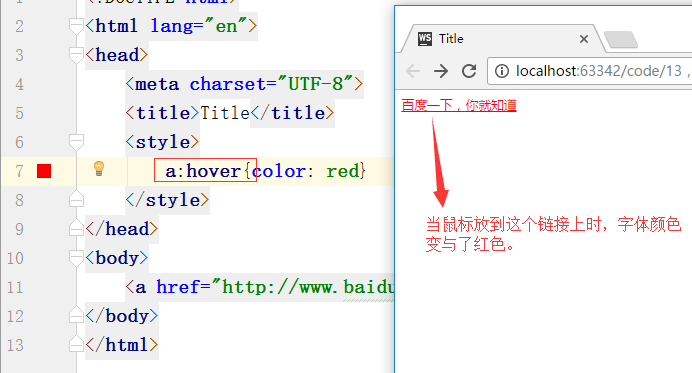 <!DOCTYPE html>
2 <html lang="en">
3 <head>
4 <meta charset="UTF-8">
5 <title>Title</title>
6 <style>
7 a:hover{color: red}
8 </style>
9 </head>
10 <body>
11 <a href="http://www.baidu
12 </body>
13 </html>
WS Title
localhost:63342/code/13
百度一下，你就知道
当鼠标放到这个链接上时，字体颜色
变与了红色。